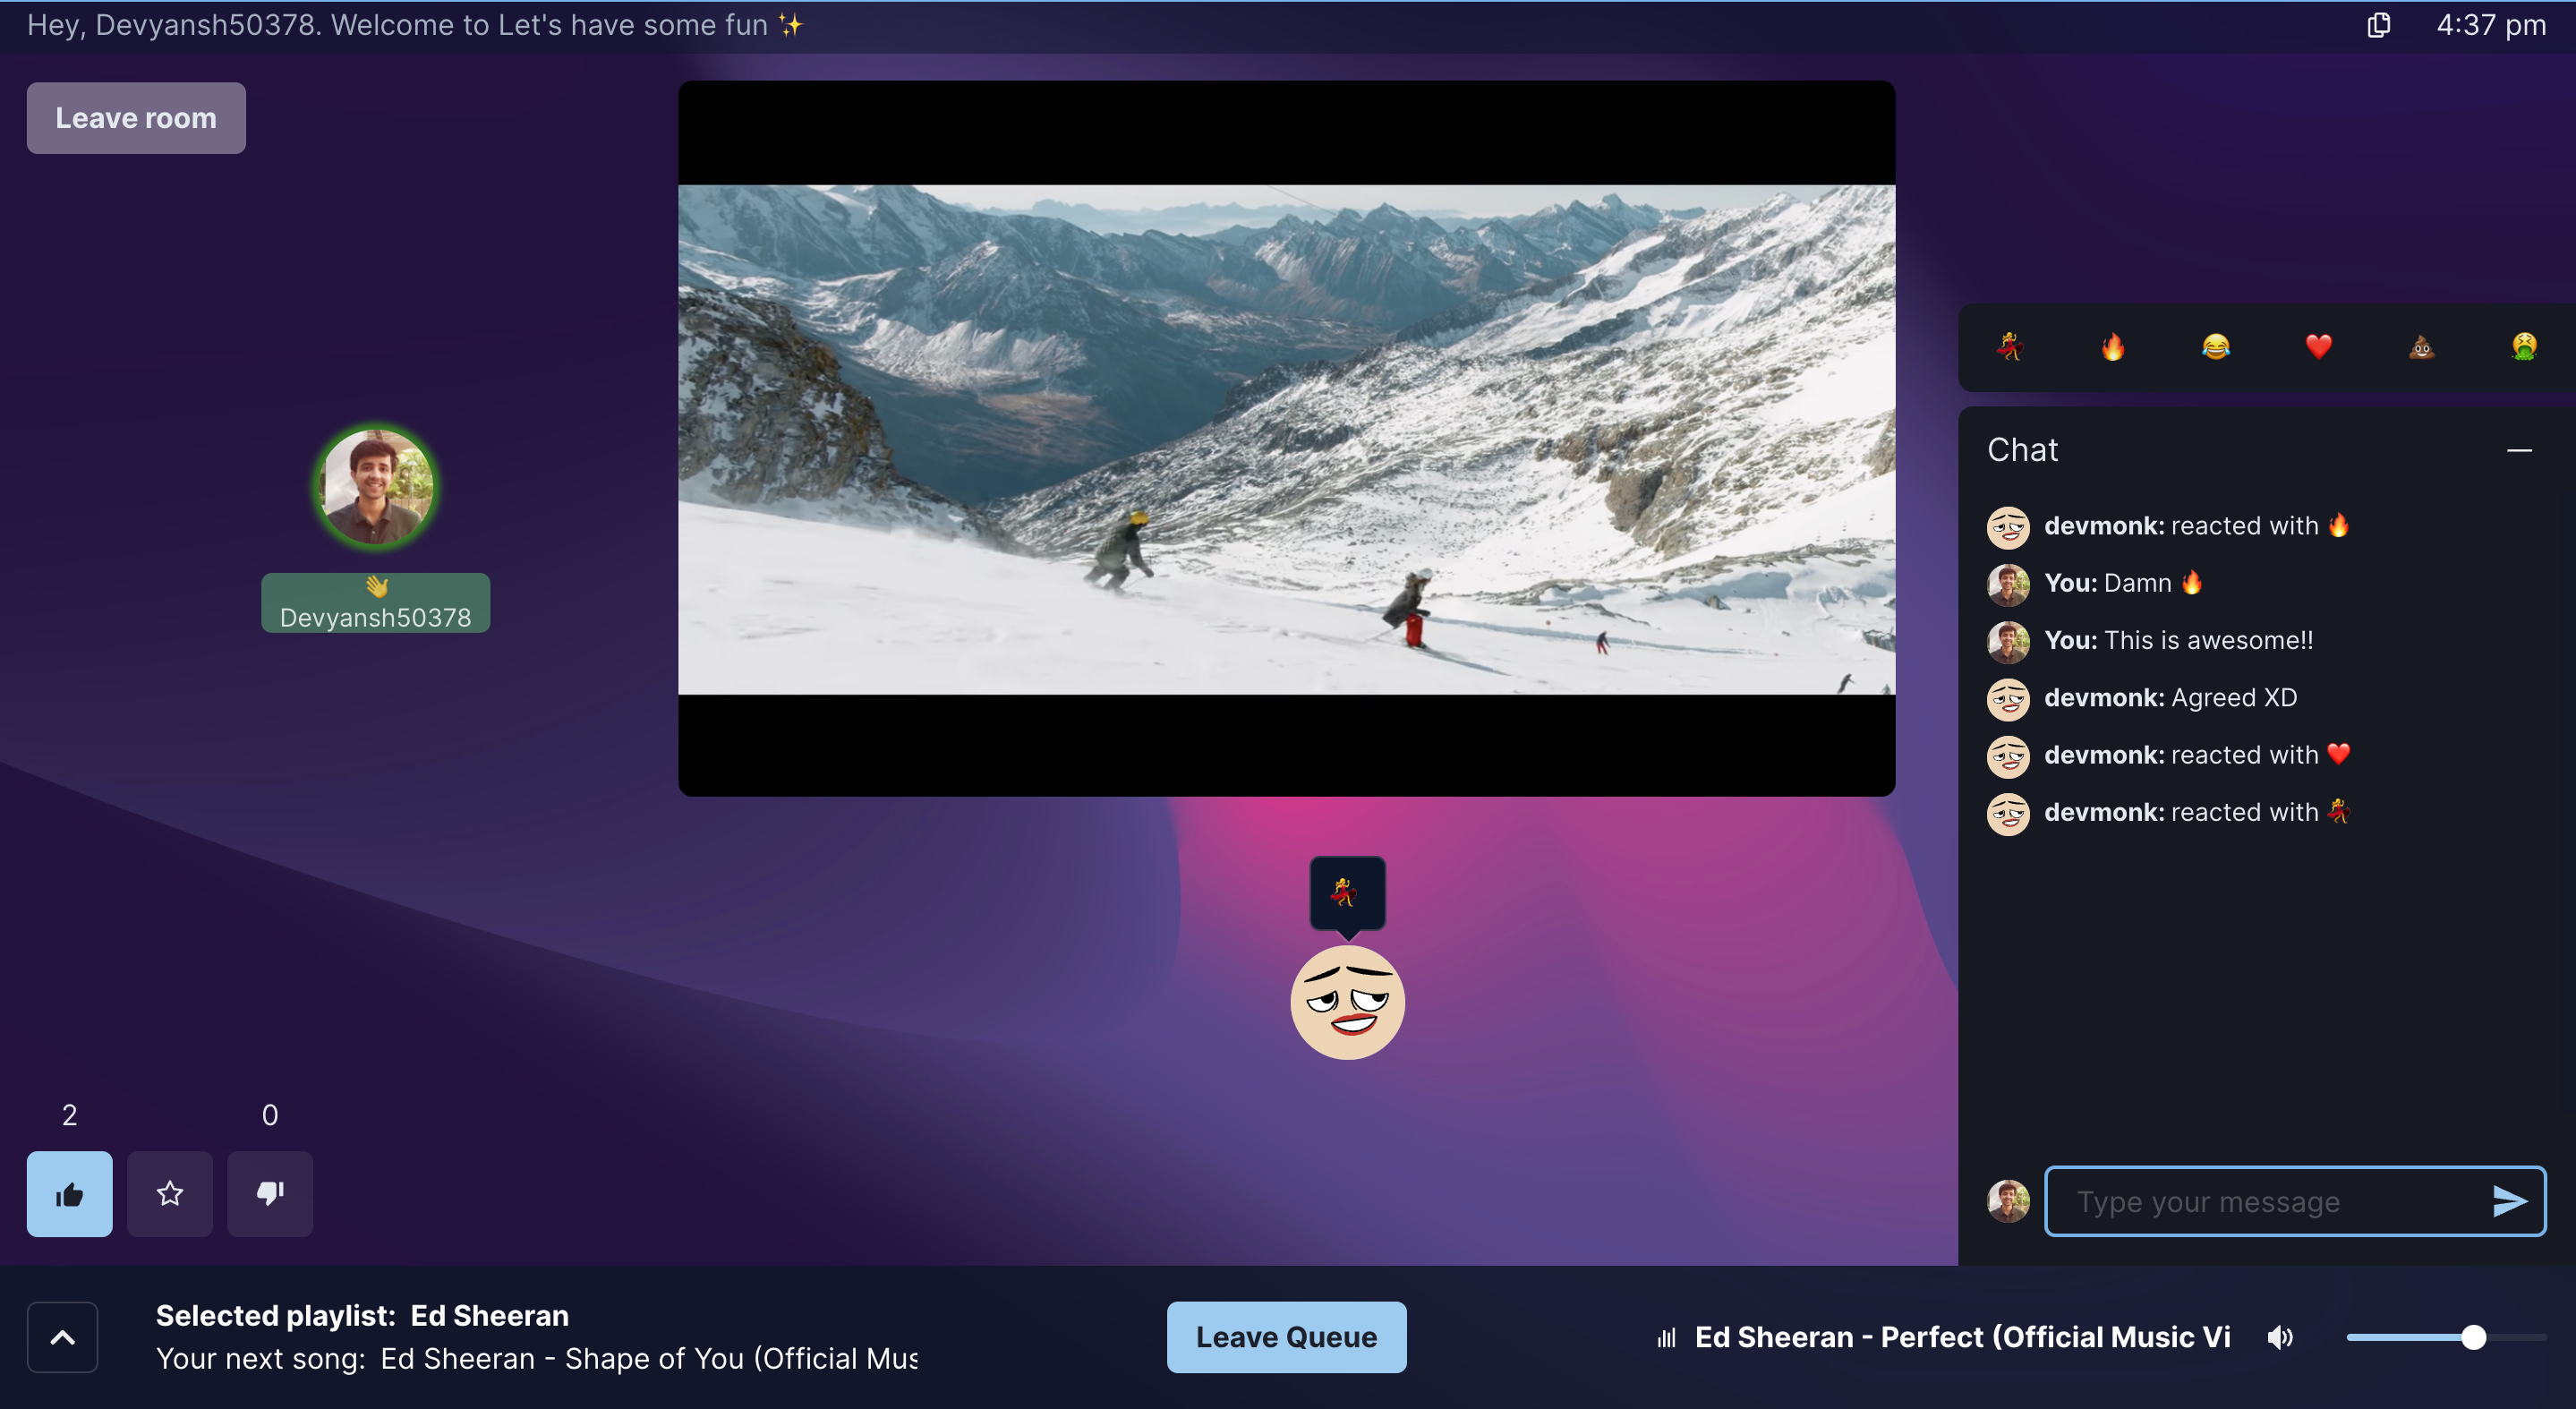 Hey, Devyansh50378. Welcome to Let's have some fun ✨
4:37 pm
Leave room
👋
Devyansh50378
Chat
devmonk: reacted with 🔥
You: Damn 🔥
You: This is awesome!!
devmonk: Agreed XD
devmonk: reacted with ❤️
devmonk: reacted with 💃
Type your message
2
0
Selected playlist: Ed Sheeran
Your next song: Ed Sheeran - Shape of You (Official Mus
Leave Queue
Ed Sheeran - Perfect (Official Music Vi